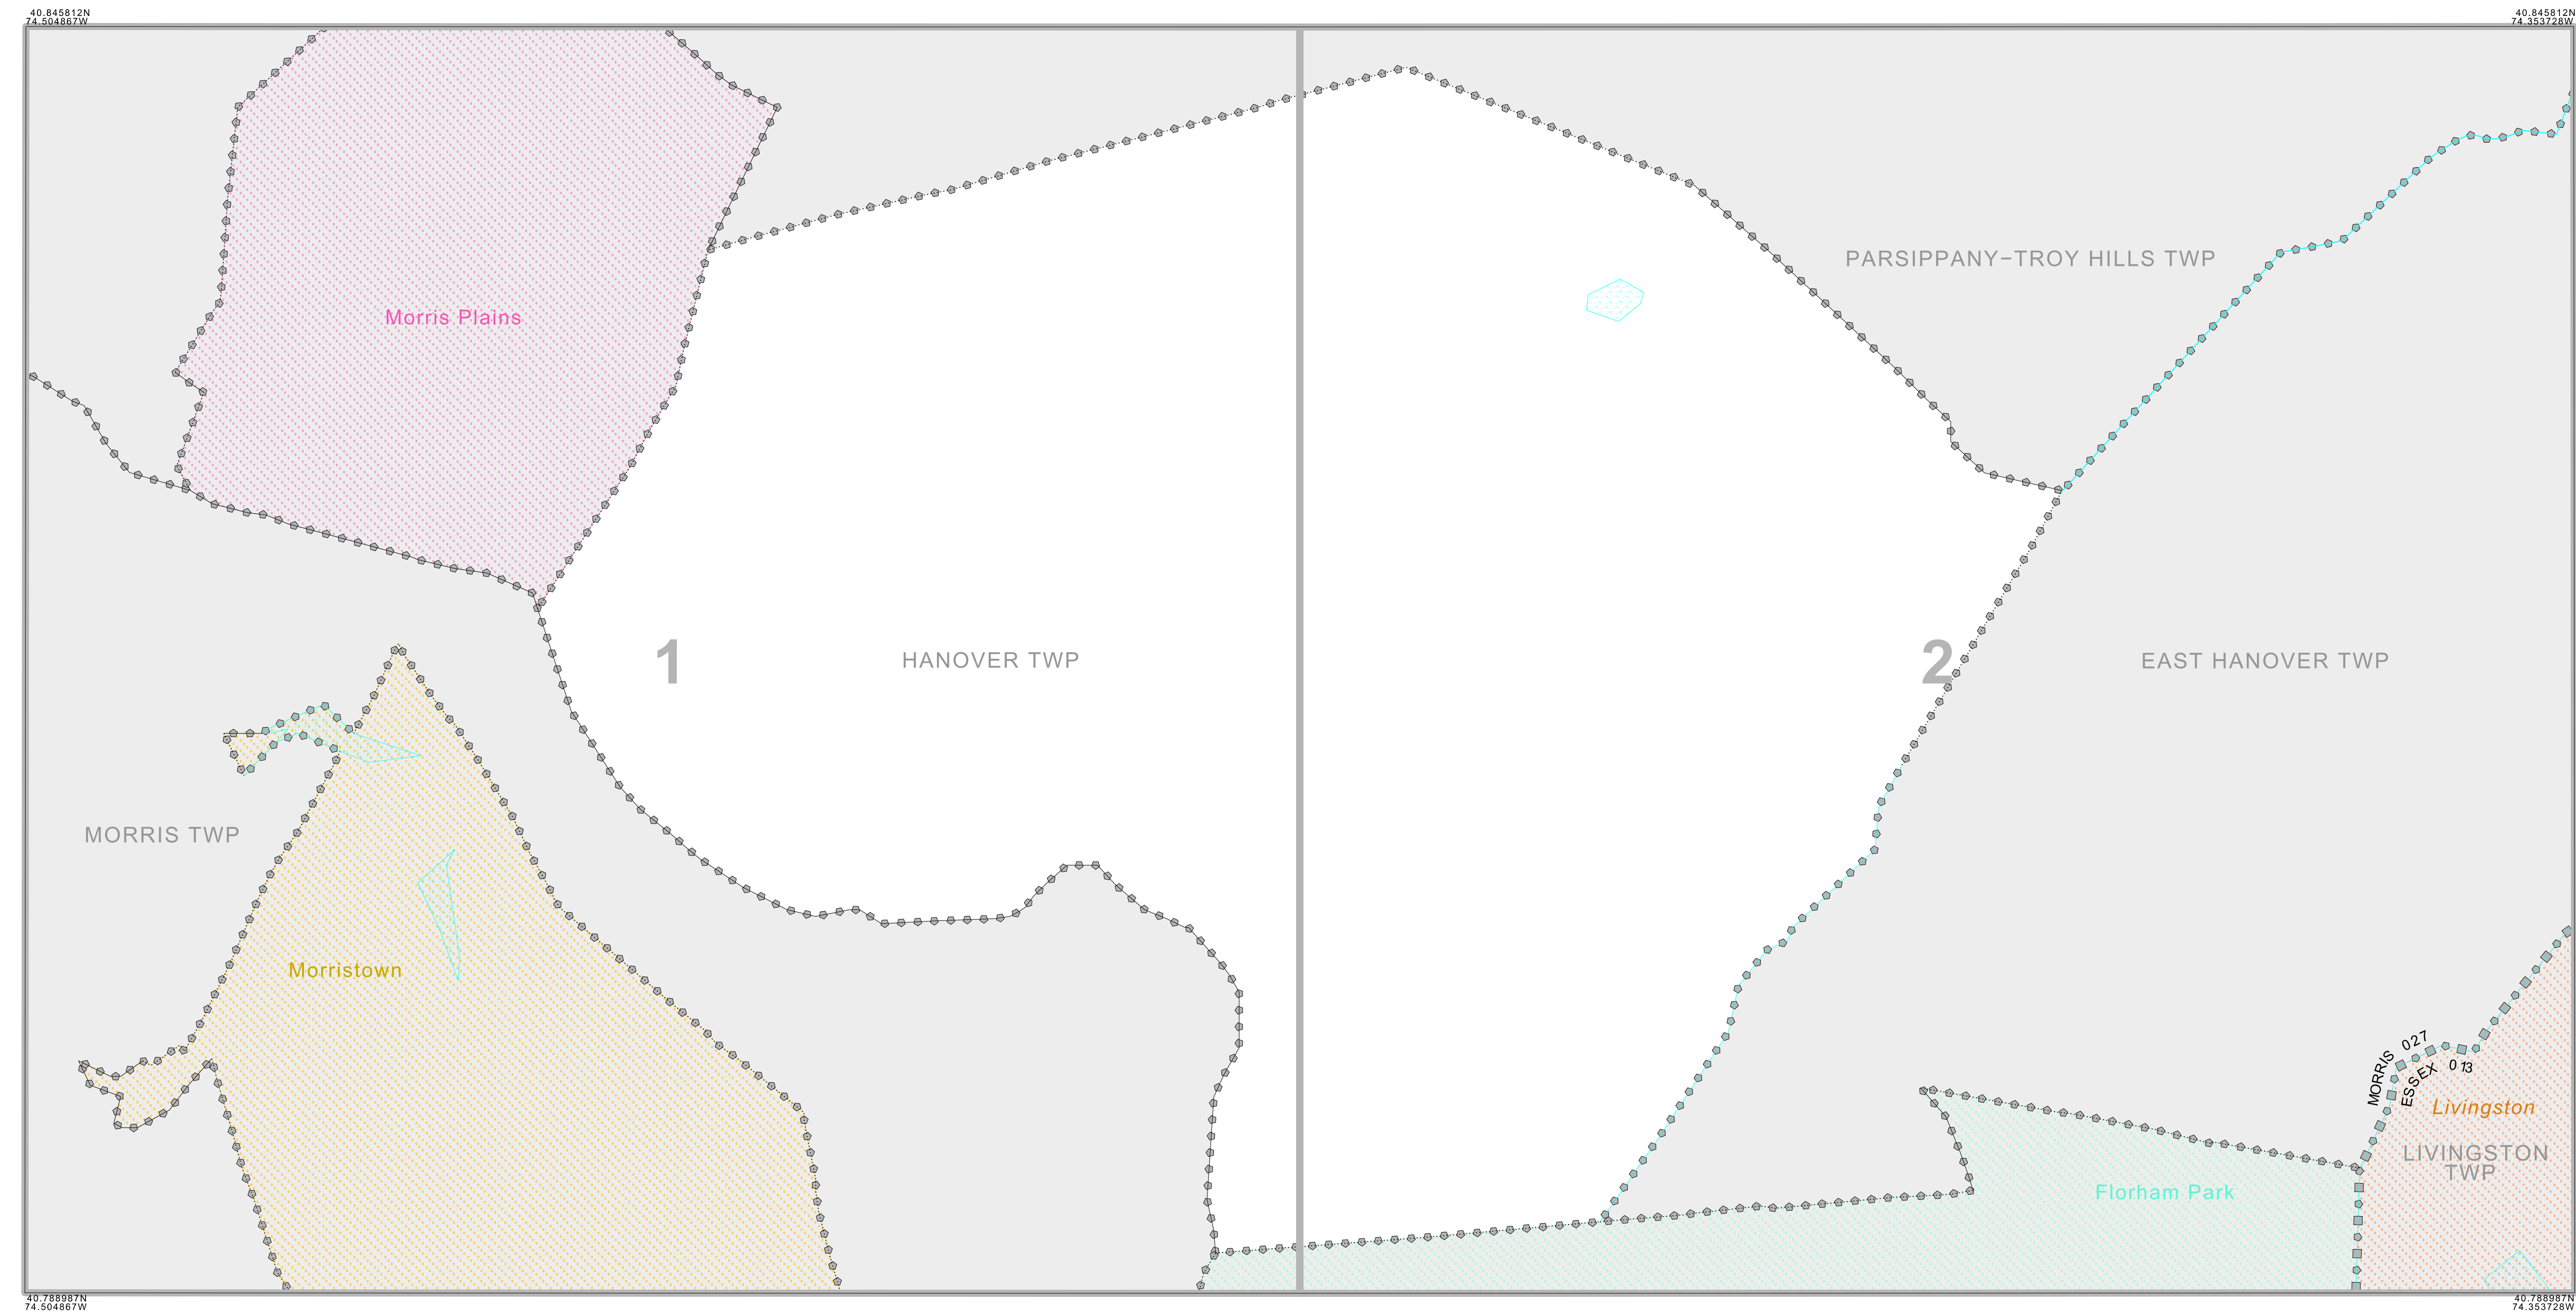 40.845812N
74.504867W
40.845812N
74.353728W
PARSIPPANY-TROY HILLS TWP
Morris Plains
1
HANOVER TWP
2
EAST HANOVER TWP
MORRIS TWP
Morristown
MORRIS 027
ESSEX 013
Livingston
LIVINGSTON
TWP
Florham Park
40.788987N
74.504867W
40.788987N
74.353728W